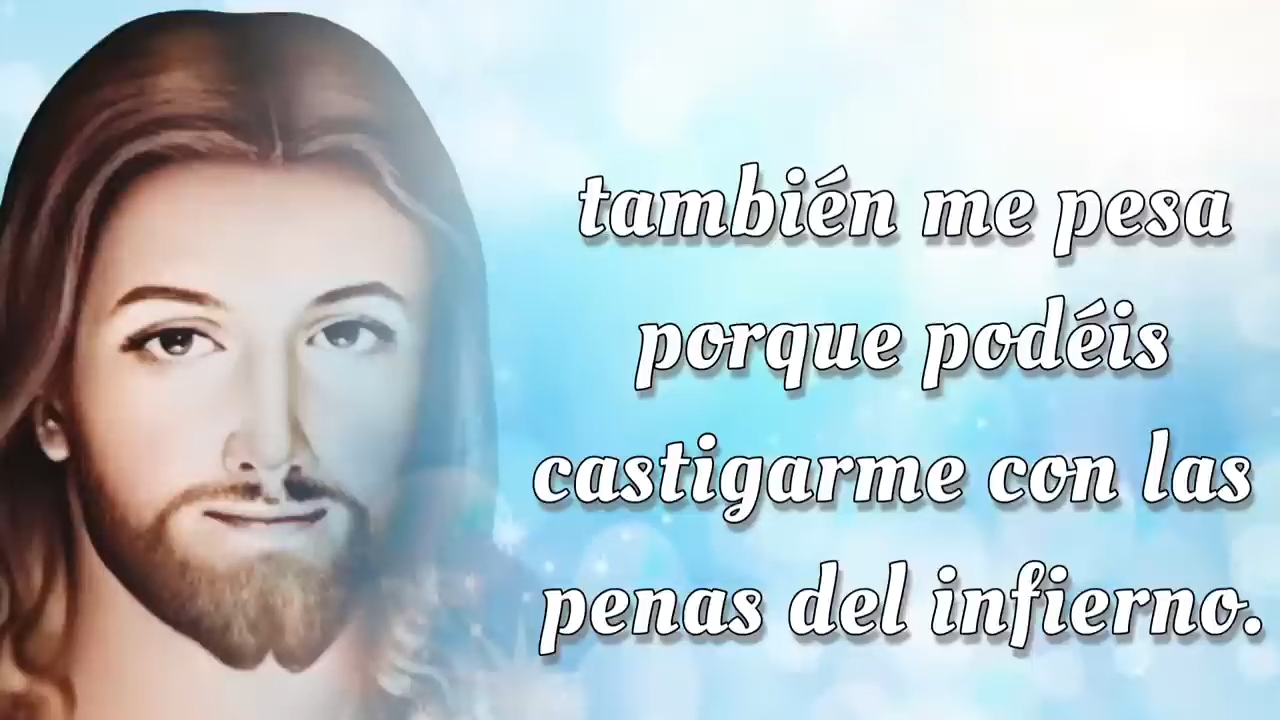 también me pesa
porque podéis
castigarme con las
penas del infierno.